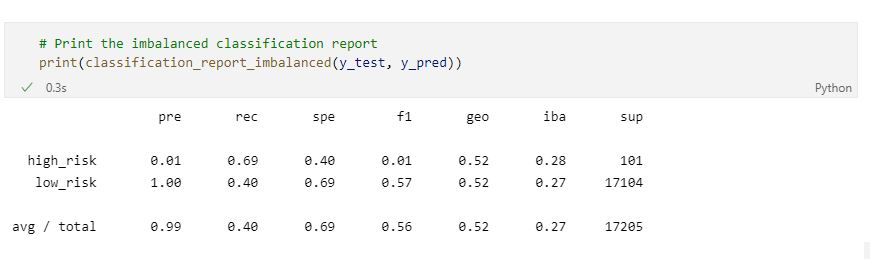 # Print the imbalanced classification report
print(classification_report_imbalanced(y_test, y_pred))
✓ 0.3s Python
pre rec spe f1 geo iba sup
high_risk 0.01 0.69 0.40 0.01 0.52 0.28 101
low_risk 1.00 0.40 0.69 0.57 0.52 0.27 17104
avg / total 0.99 0.40 0.69 0.56 0.52 0.27 17205